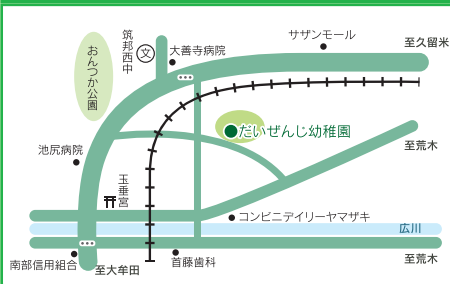 サザンモール
至久留米
筑邦西中
文
大善寺病院
おんつか公園
だいぜんじ幼稚園
池尻病院
至荒木
玉垂宮
コンビニデイリーヤマザキ
広川
南部信用組合
至大牟田
首藤歯科
至荒木